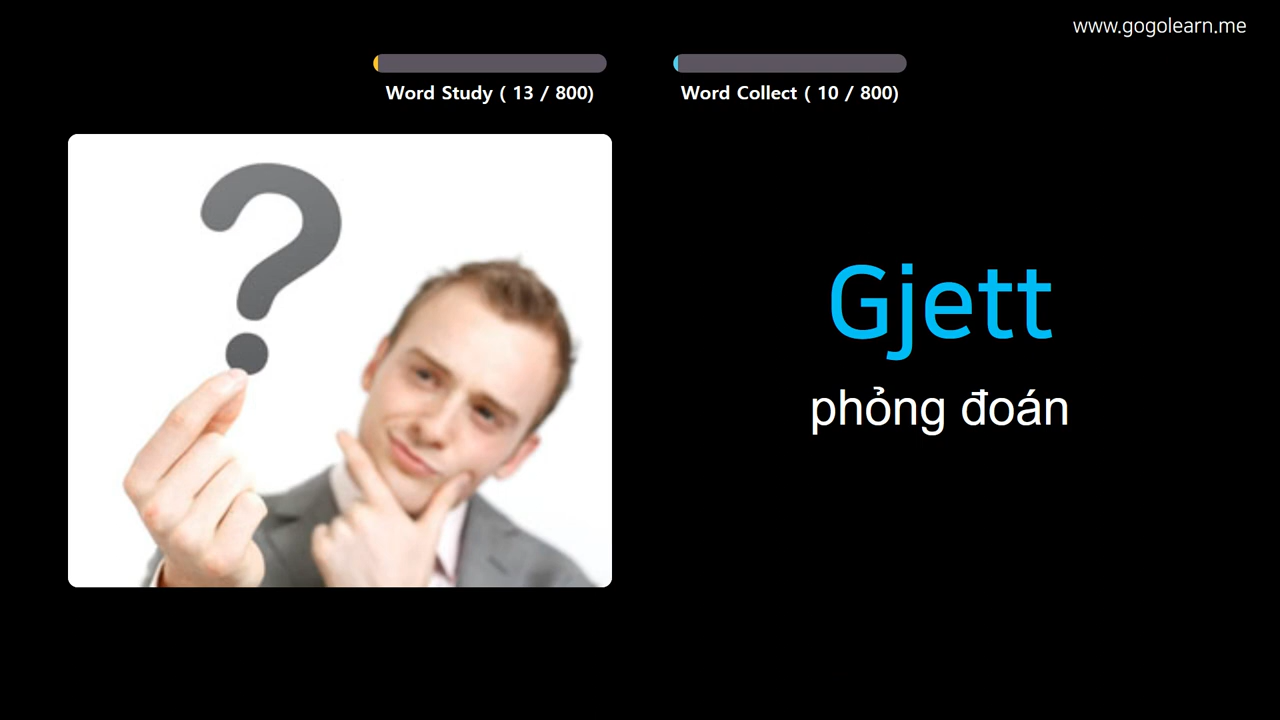 www.gogolearn.me
Word Study ( 13 / 800)
Word Collect ( 10 / 800)
?
Gjett
phỏng đoán